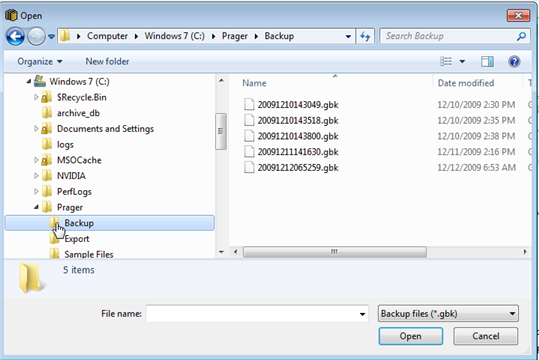 Open
Computer Windows 7 (C:) Prager Backup
Search Backup
Organize New folder
Windows 7 (C:)
$Recycle.Bin
archive_db
Documents and Settings
logs
MSOCache
NVIDIA
PerfLogs
Prager
Backup
Export
Sample Files
Name Date modified T
20091210143049.gbk 12/10/2009 2:30 PM
20091210143518.gbk 12/10/2009 2:35 PM
20091210143800.gbk 12/10/2009 2:38 PM
20091211141630.gbk 12/11/2009 2:16 PM
20091212065259.gbk 12/12/2009 6:53 AM
5 items
File name: Backup files (*.gbk)
Open Cancel